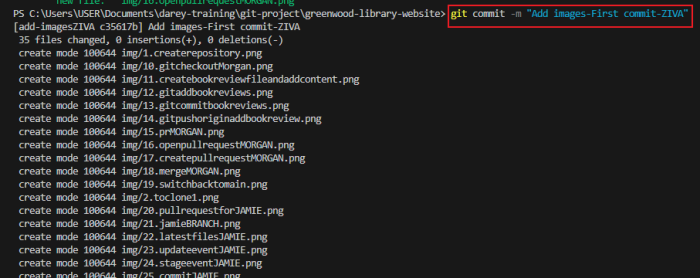 new file:   img/16.openpullrequestMORGAN.png
PS C:\Users\USER\Documents\darey-training\git-project\greenwood-library-website> git commit -m "Add images-First commit-ZIVA"
[add-imagesZIVA c35617b] Add images-First commit-ZIVA
 35 files changed, 0 insertions(+), 0 deletions(-)
 create mode 100644 img/1.createrepository.png
 create mode 100644 img/10.gitcheckoutMorgan.png
 create mode 100644 img/11.createbookreviewfileandaddcontent.png
 create mode 100644 img/12.gitaddbookreviews.png
 create mode 100644 img/13.gitcommitbookreviews.png
 create mode 100644 img/14.gitpushoriginaddbookreview.png
 create mode 100644 img/15.prMORGAN.png
 create mode 100644 img/16.openpullrequestMORGAN.png
 create mode 100644 img/17.createpullrequestMORGAN.png
 create mode 100644 img/18.mergeMORGAN.png
 create mode 100644 img/19.switchbacktomain.png
 create mode 100644 img/2.toclone1.png
 create mode 100644 img/20.pullrequestforJAMIE.png
 create mode 100644 img/21.jamieBRANCH.png
 create mode 100644 img/22.latestfilesJAMIE.png
 create mode 100644 img/23.updateeventJAMIE.png
 create mode 100644 img/24.stageeventJAMIE.png
 create mode 100644 img/25.commitJAMIE.png